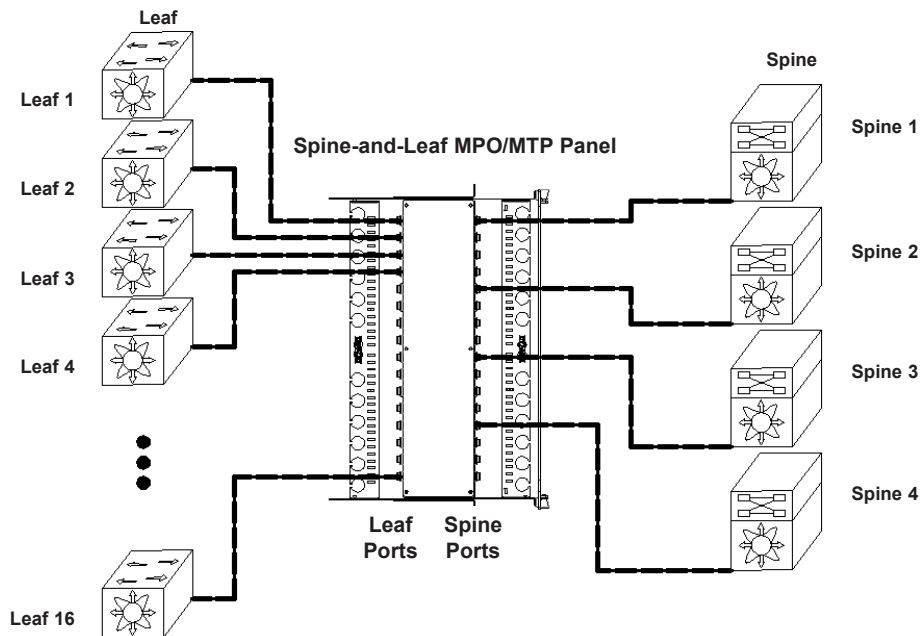 Leaf
Leaf 1
Leaf 2
Leaf 3
Leaf 4
Leaf 16
Spine-and-Leaf MPO/MTP Panel
Leaf
Ports
Spine
Ports
Spine
Spine 1
Spine 2
Spine 3
Spine 4